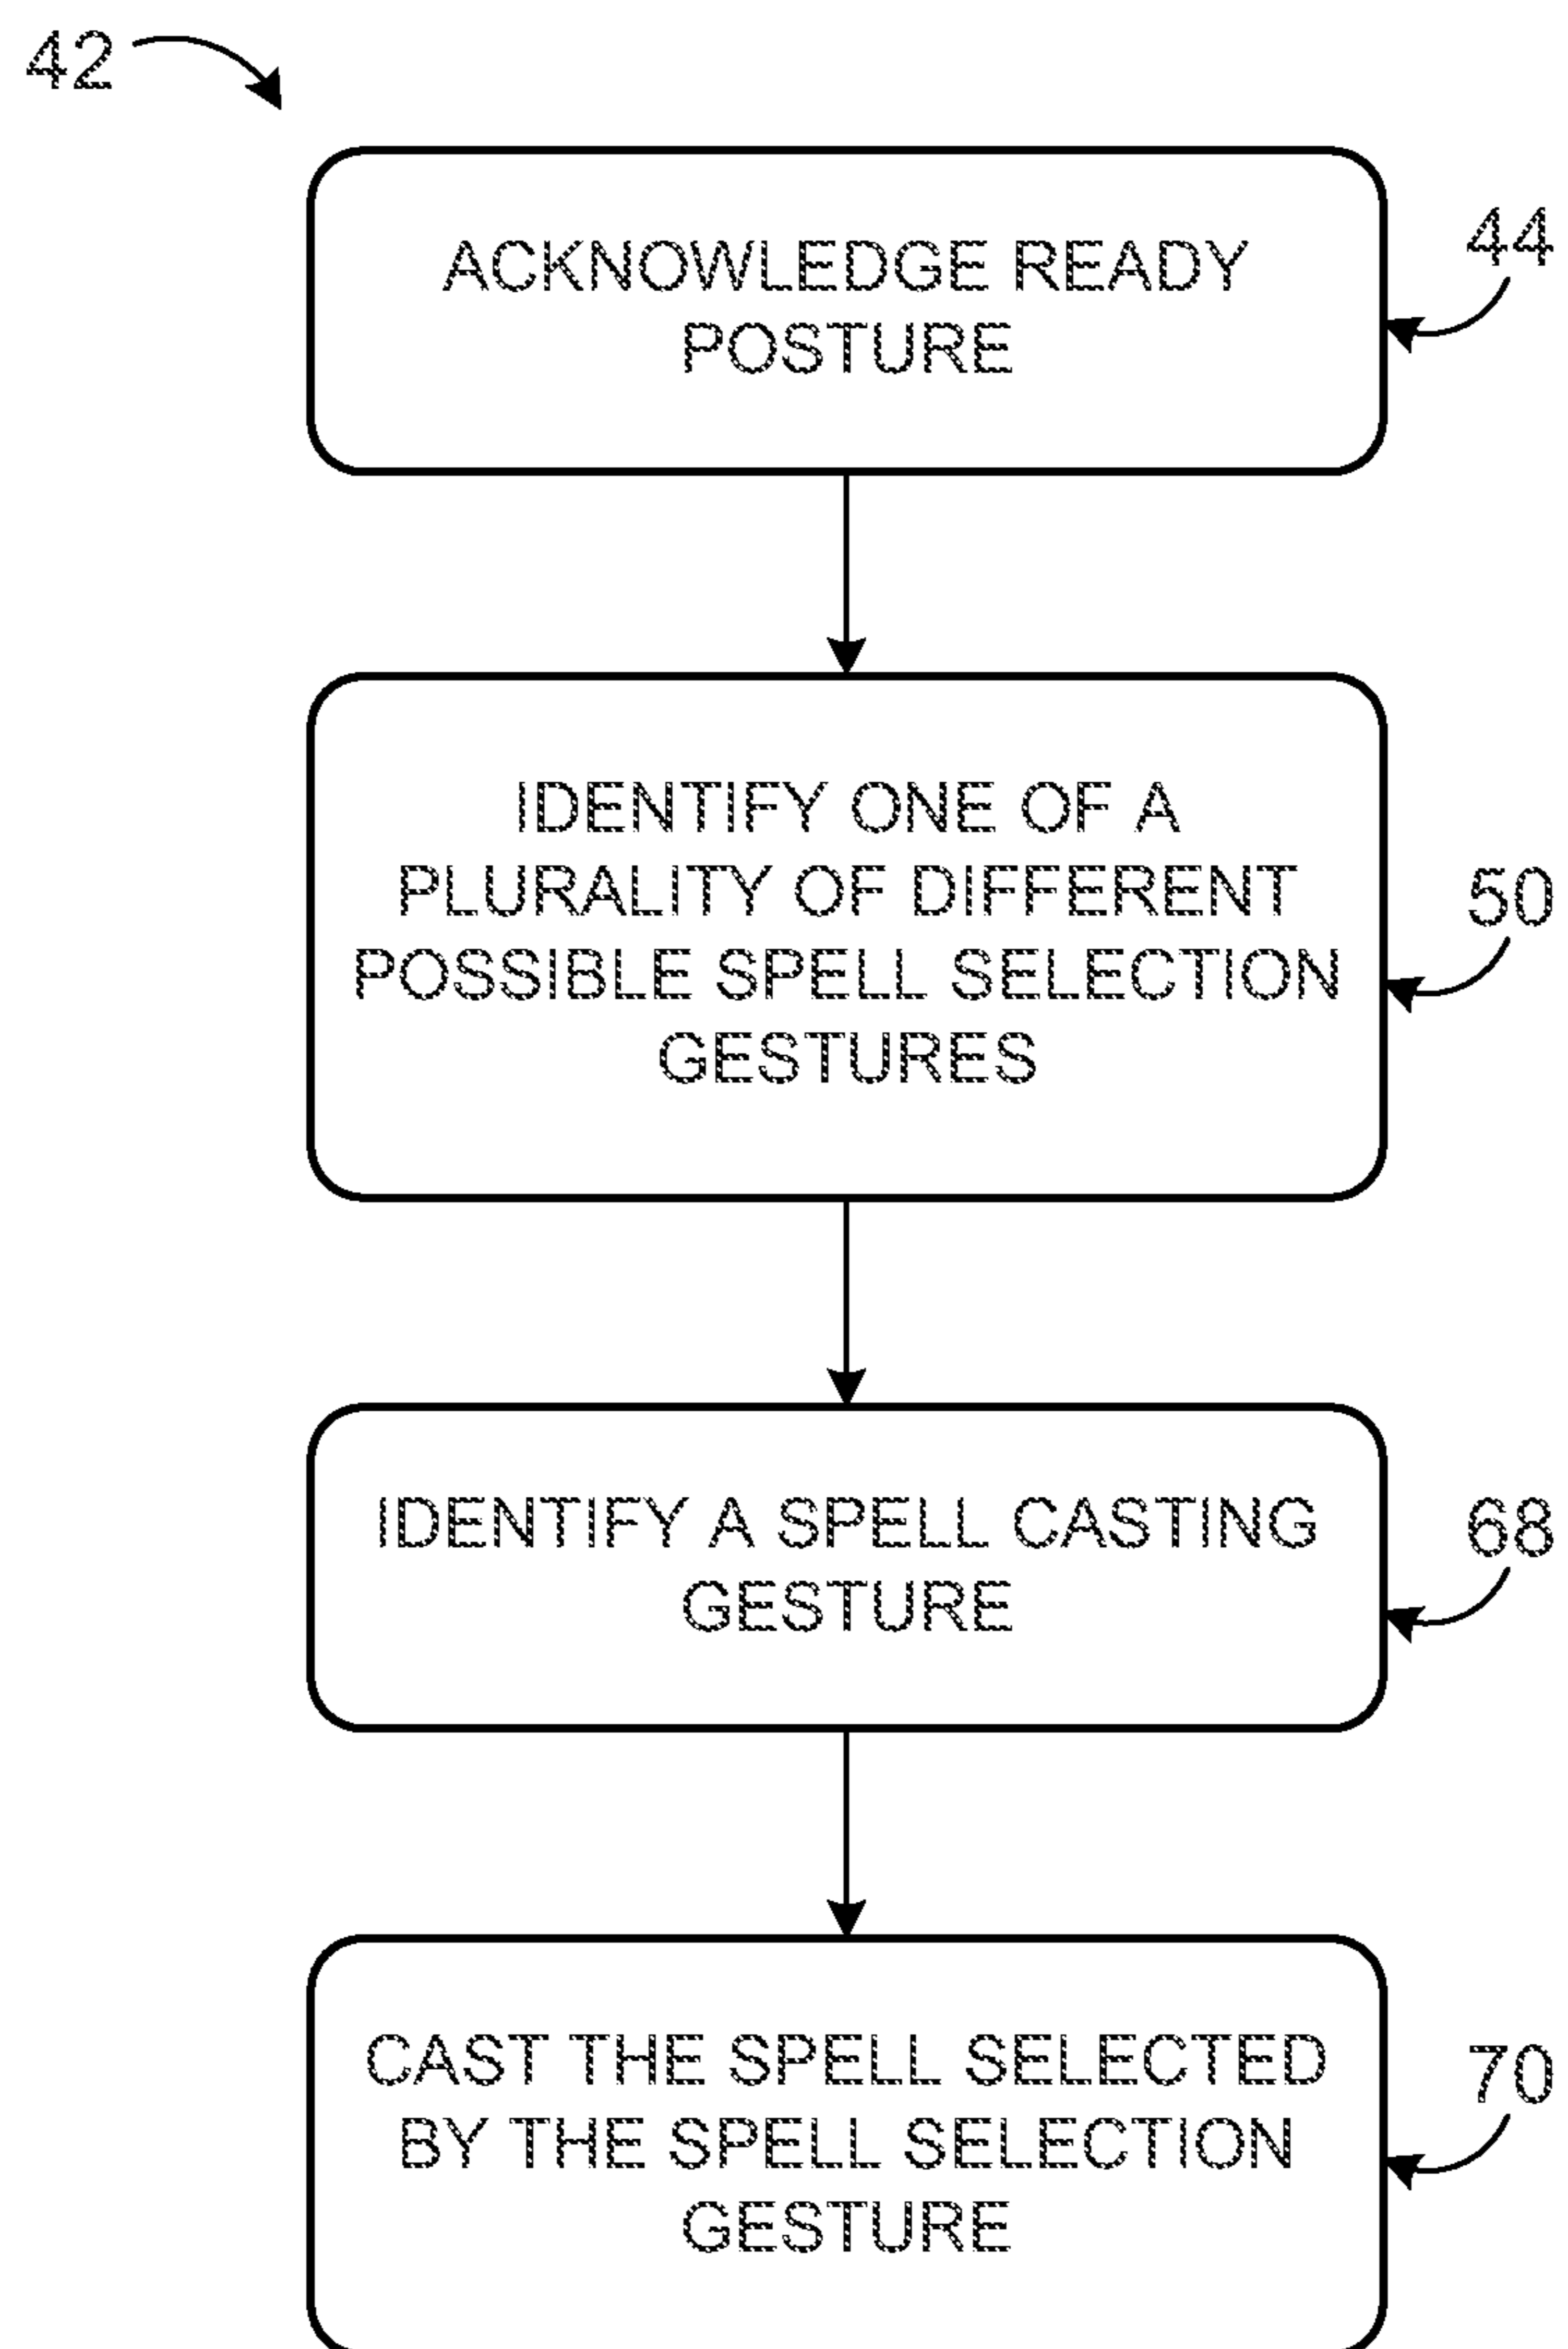 42
ACKNOWLEDGE READY
POSTURE
44
IDENTIFY ONE OF A
PLURALITY OF DIFFERENT
POSSIBLE SPELL SELECTION
GESTURES
50
IDENTIFY A SPELL CASTING
GESTURE
68
CAST THE SPELL SELECTED
BY THE SPELL SELECTION
GESTURE
70